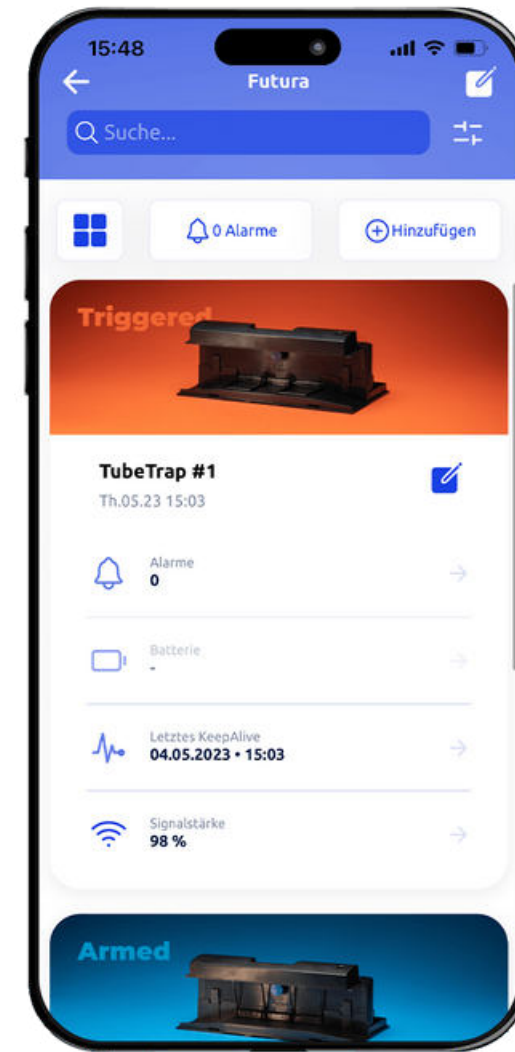 15:48
Futura
Suche...
0 Alarme
Hinzufügen
Triggered
TubeTrap #1
Th.05.23 15:03
Alarme
0
Batterie
-
Letztes KeepAlive
04.05.2023 • 15:03
Signalstärke
98 %
Armed